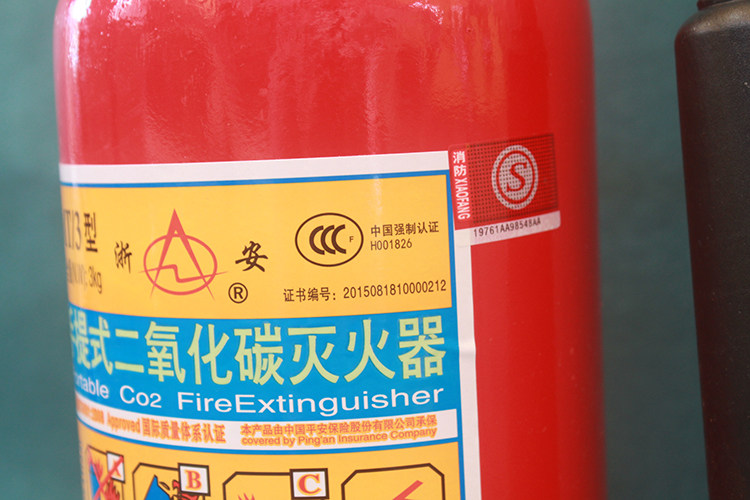 消防 XIAOFANG
S
19761AA98548AA
T/3 型
3kg
浙 安
®
CCC F
中国强制认证
H001826
证书编号: 2015081810000212
提式二氧化碳灭火器
table Co2 FireExtinguisher
Approved 国际质量体系认证
本产品由中国平安保险股份有限公司承保
covered by Ping'an Insurance Company
A
B
C